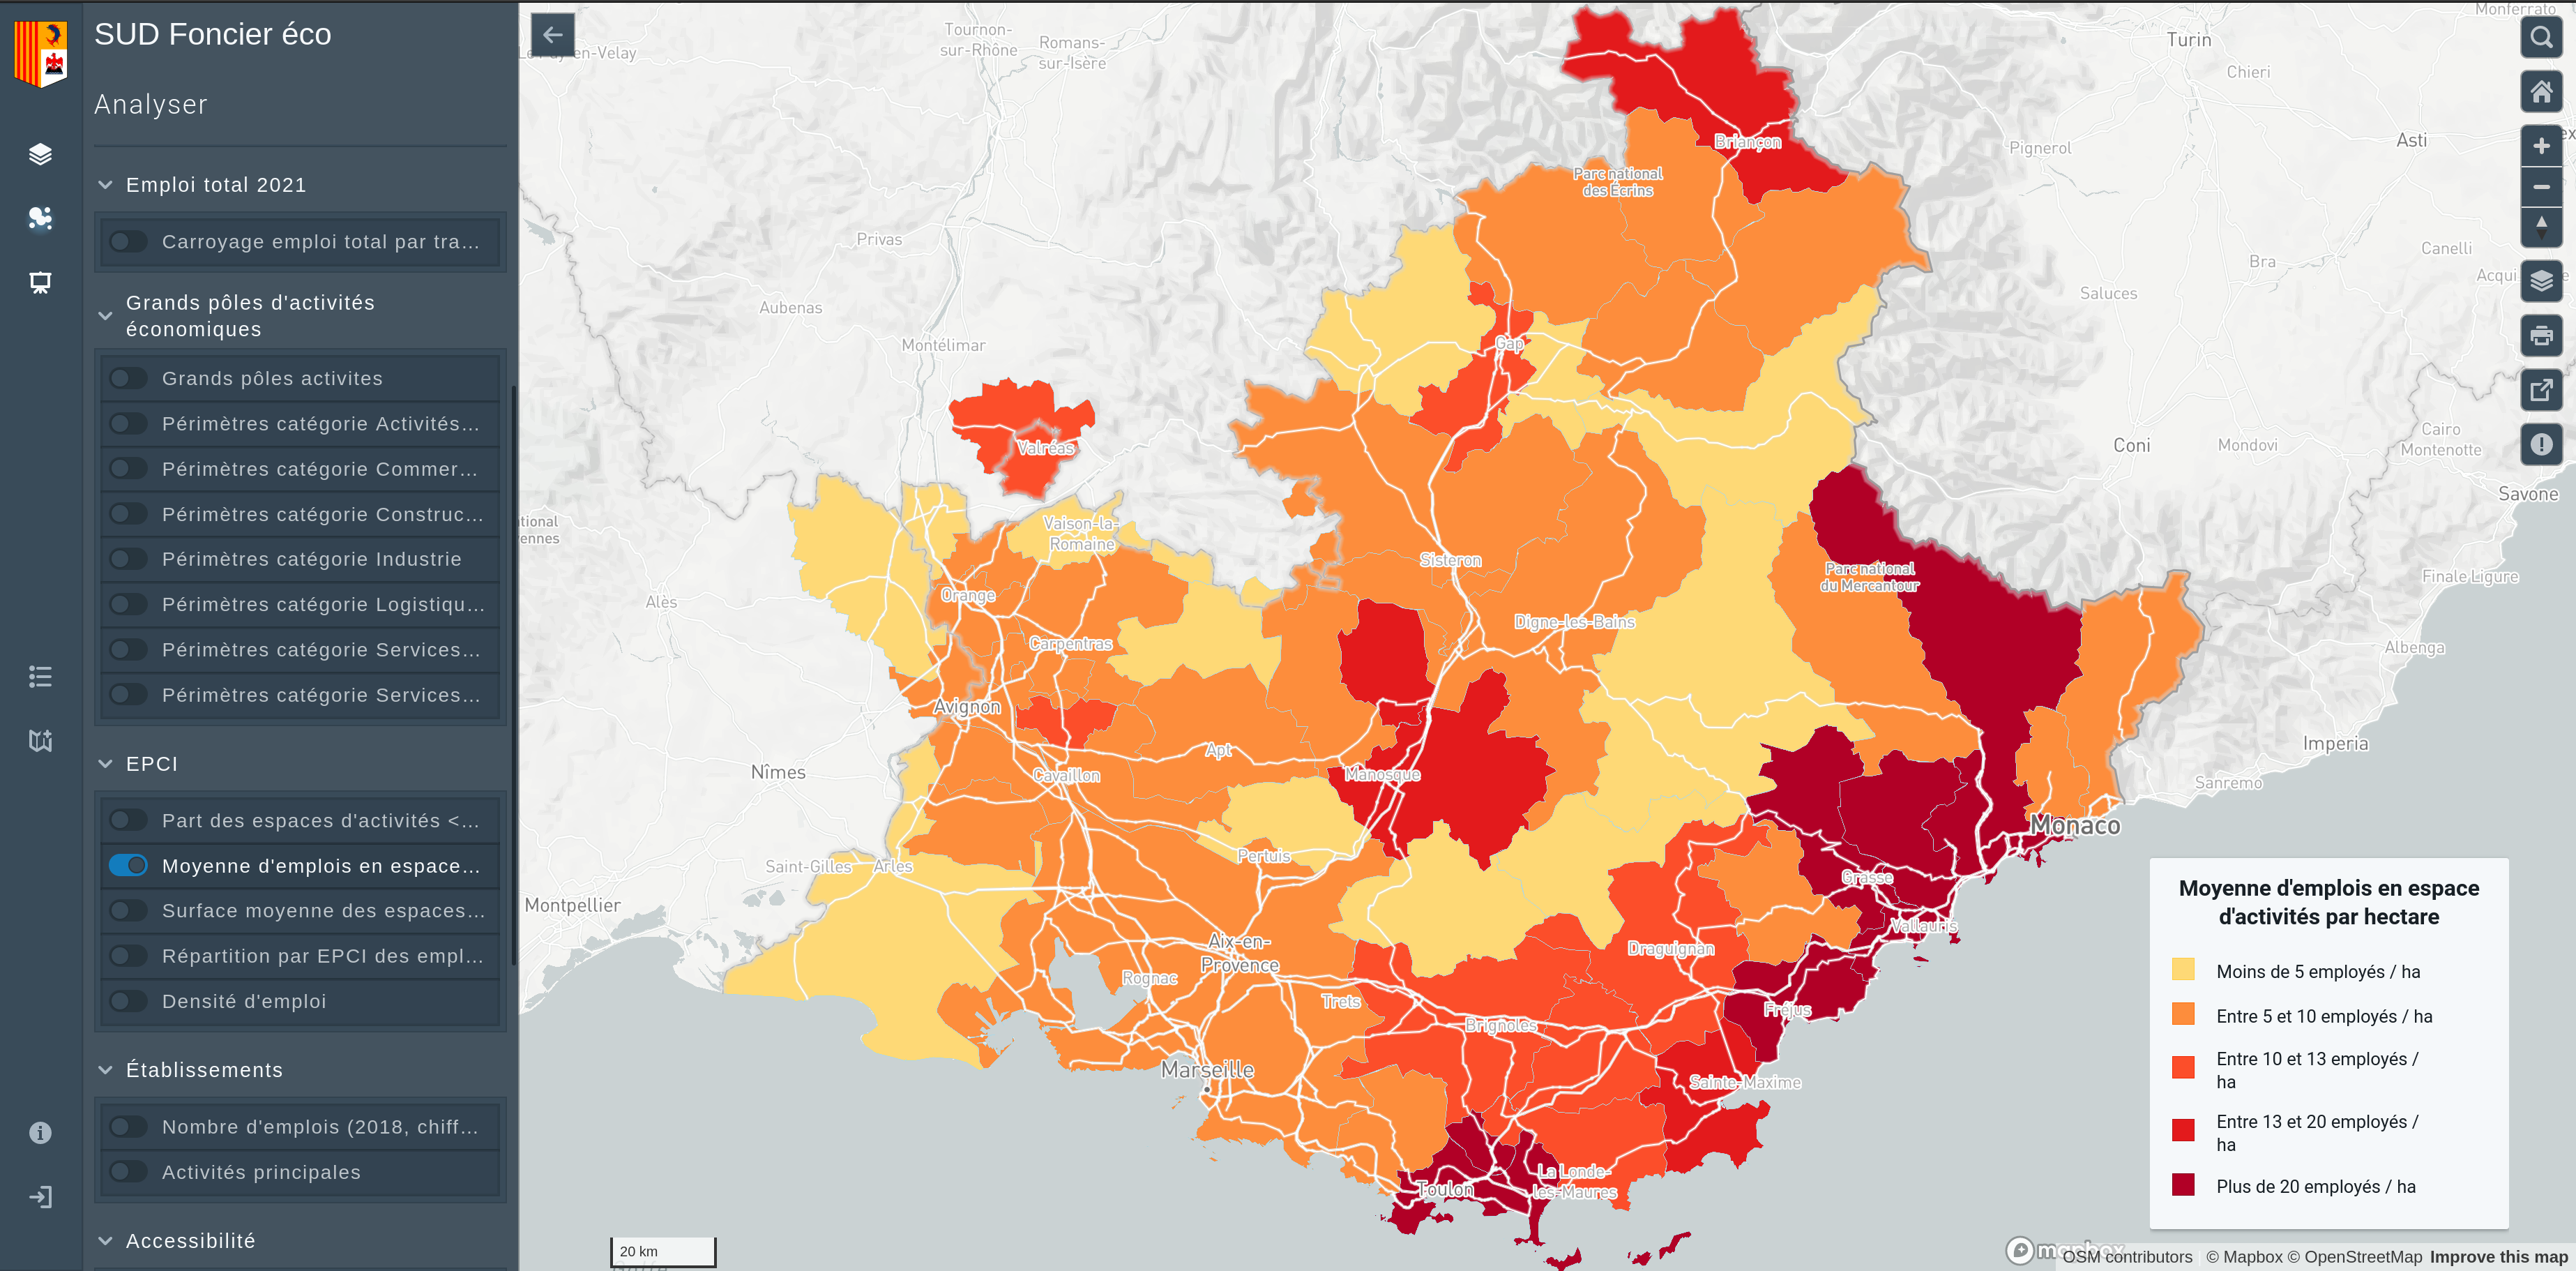 SUD Foncier éco
Analyser
Emploi total 2021
Carroyage emploi total par tra...
Grands pôles d'activités
économiques
Grands pôles activites
Périmètres catégorie Activités...
Périmètres catégorie Commer...
Périmètres catégorie Construc...
Périmètres catégorie Industrie
Périmètres catégorie Logistiqu...
Périmètres catégorie Services...
Périmètres catégorie Services...
EPCI
Part des espaces d'activités <...
Moyenne d'emplois en espace...
Surface moyenne des espaces...
Répartition par EPCI des empl...
Densité d'emploi
Établissements
Nombre d'emplois (2018, chiff...
Activités principales
Accessibilité
Tournon-
sur-Rhône
Romans-
sur-Isère
en-Velay
Privas
Aubenas
Montélimar
Valréas
Vaison-la-
Romaine
Alès
Orange
Carpentras
Avignon
Nîmes
Cavaillon
Apt
Saint-Gilles
Arles
Pertuis
Montpellier
Aix-en-
Provence
Rognac
Trets
Marseille
Briançon
Parc national
des Écrins
Gap
Sisteron
Digne-les-Bains
Manosque
Parc national
du Mercantour
Draguignan
Brignoles
Grasse
Vallauris
Fréjus
Sainte-Maxime
La Londe-
les-Maures
Toulon
Monaco
Monferrato
Turin
Chieri
Pignerol
Asti
Canelli
Acqui
Bra
Saluces
Coni
Mondovi
Cairo
Montenotte
Savone
Finale Ligure
Albenga
Imperia
Sanremo
Moyenne d'emplois en espace
d'activités par hectare
Moins de 5 employés / ha
Entre 5 et 10 employés / ha
Entre 10 et 13 employés /
ha
Entre 13 et 20 employés /
ha
Plus de 20 employés / ha
20 km
mapbox
OSM contributors | © Mapbox © OpenStreetMap Improve this map